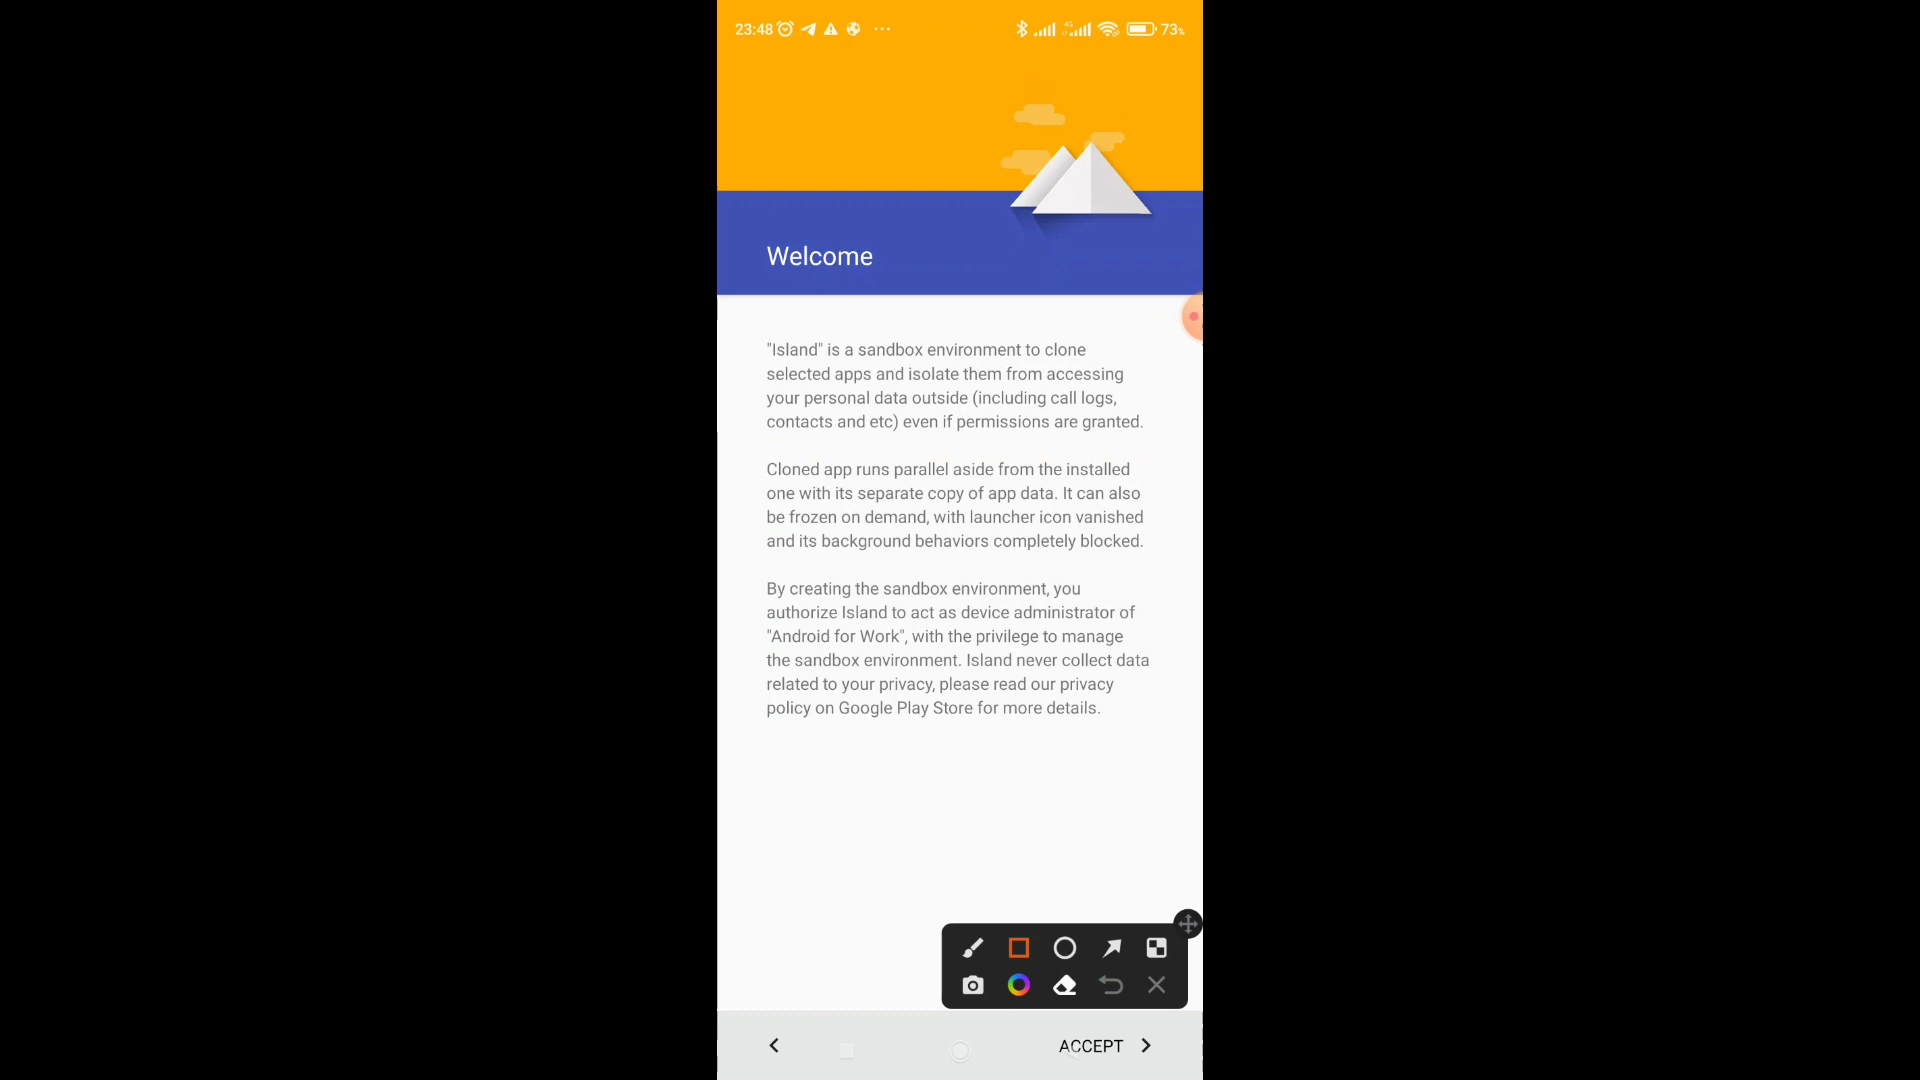 23:48 ... 4G 73%
Welcome
"Island" is a sandbox environment to clone
selected apps and isolate them from accessing
your personal data outside (including call logs,
contacts and etc) even if permissions are granted.
Cloned app runs parallel aside from the installed
one with its separate copy of app data. It can also
be frozen on demand, with launcher icon vanished
and its background behaviors completely blocked.
By creating the sandbox environment, you
authorize Island to act as device administrator of
"Android for Work", with the privilege to manage
the sandbox environment. Island never collect data
related to your privacy, please read our privacy
policy on Google Play Store for more details.
ACCEPT